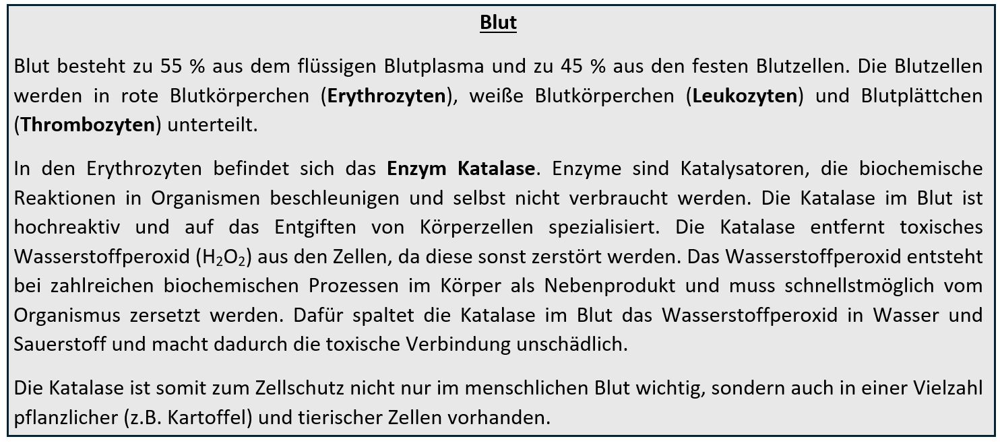 Blut
Blut besteht zu 55 % aus dem flüssigen Blutplasma und zu 45 % aus den festen Blutzellen. Die Blutzellen
werden in rote Blutkörperchen (Erythrozyten), weiße Blutkörperchen (Leukozyten) und Blutplättchen
(Thrombozyten) unterteilt.
In den Erythrozyten befindet sich das Enzym Katalase. Enzyme sind Katalysatoren, die biochemische
Reaktionen in Organismen beschleunigen und selbst nicht verbraucht werden. Die Katalase im Blut ist
hochreaktiv und auf das Entgiften von Körperzellen spezialisiert. Die Katalase entfernt toxisches
Wasserstoffperoxid (H₂O₂) aus den Zellen, da diese sonst zerstört werden. Das Wasserstoffperoxid entsteht
bei zahlreichen biochemischen Prozessen im Körper als Nebenprodukt und muss schnellstmöglich vom
Organismus zersetzt werden. Dafür spaltet die Katalase im Blut das Wasserstoffperoxid in Wasser und
Sauerstoff und macht dadurch die toxische Verbindung unschädlich.
Die Katalase ist somit zum Zellschutz nicht nur im menschlichen Blut wichtig, sondern auch in einer Vielzahl
pflanzlicher (z.B. Kartoffel) und tierischer Zellen vorhanden.